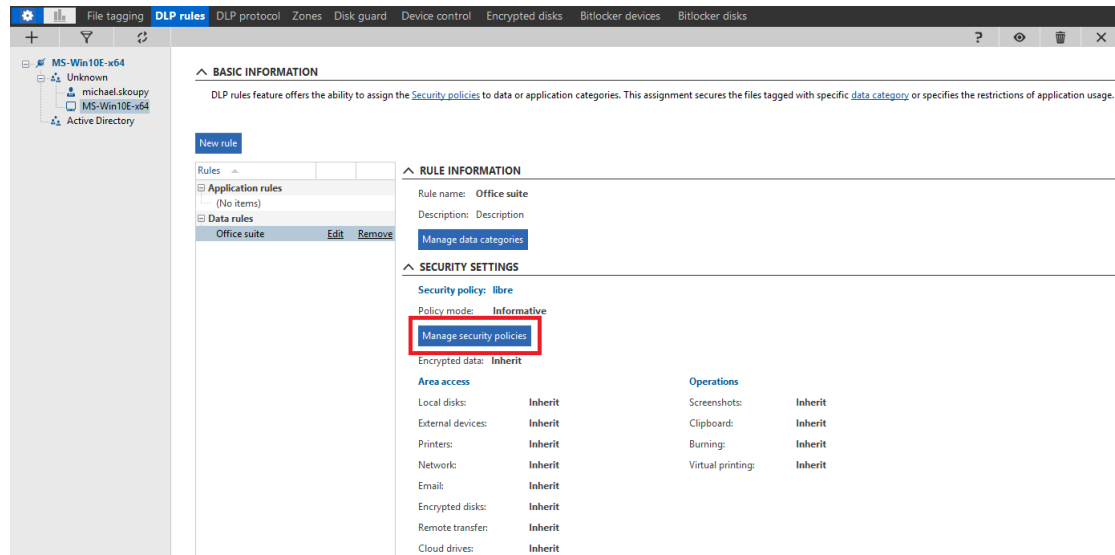 File tagging DLP rules DLP protocol Zones Disk guard Device control Encrypted disks Bitlocker devices Bitlocker disks
?
MS-Win10E-x64
Unknown
michael.skoupy
MS-Win10E-x64
Active Directory
BASIC INFORMATION
DLP rules feature offers the ability to assign the Security policies to data or application categories. This assignment secures the files tagged with specific data category or specifies the restrictions of application usage.
New rule
Rules
Application rules
(No items)
Data rules
Office suite Edit Remove
RULE INFORMATION
Rule name: Office suite
Description: Description
Manage data categories
SECURITY SETTINGS
Security policy: libre
Policy mode: Informative
Manage security policies
Encrypted data: Inherit
Area access Operations
Local disks: Inherit Screenshots: Inherit
External devices: Inherit Clipboard: Inherit
Printers: Inherit Burning: Inherit
Network: Inherit Virtual printing: Inherit
Email: Inherit
Encrypted disks: Inherit
Remote transfer: Inherit
Cloud drives: Inherit